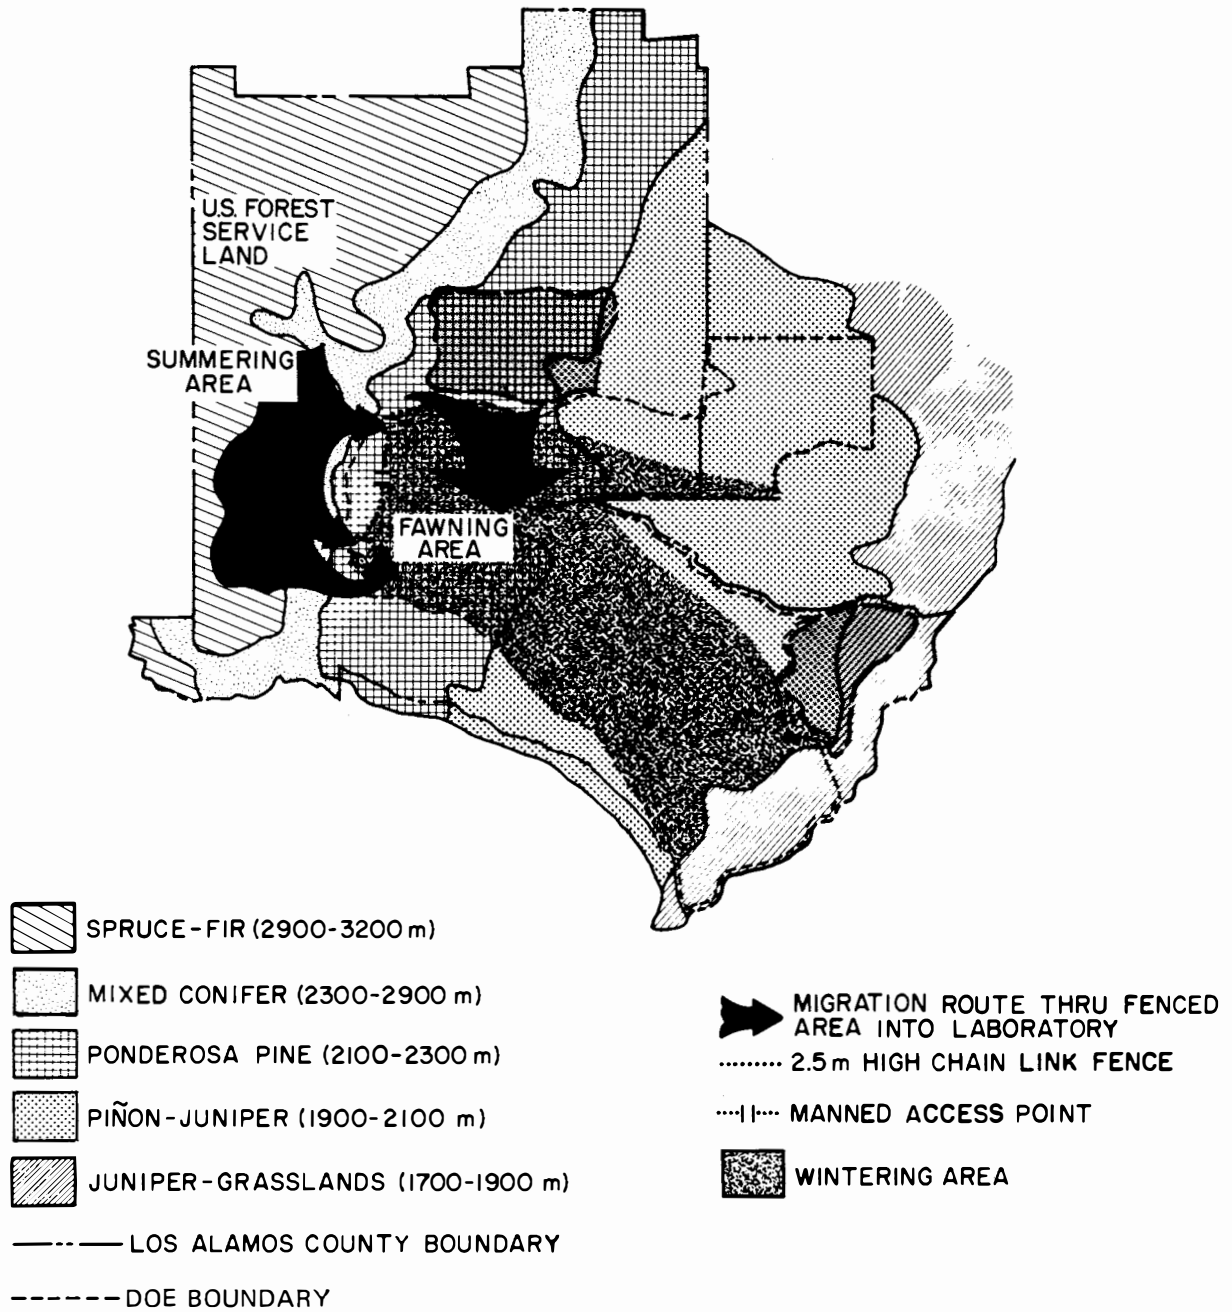 U.S. FOREST
SERVICE
LAND
SUMMERING
AREA
FAWNING
AREA
SPRUCE-FIR (2900-3200 m)
MIXED CONIFER (2300-2900 m)
PONDEROSA PINE (2100-2300 m)
PIÑON-JUNIPER (1900-2100 m)
JUNIPER-GRASSLANDS (1700-1900 m)
LOS ALAMOS COUNTY BOUNDARY
DOE BOUNDARY
MIGRATION ROUTE THRU FENCED
AREA INTO LABORATORY
2.5 m HIGH CHAIN LINK FENCE
MANNED ACCESS POINT
WINTERING AREA